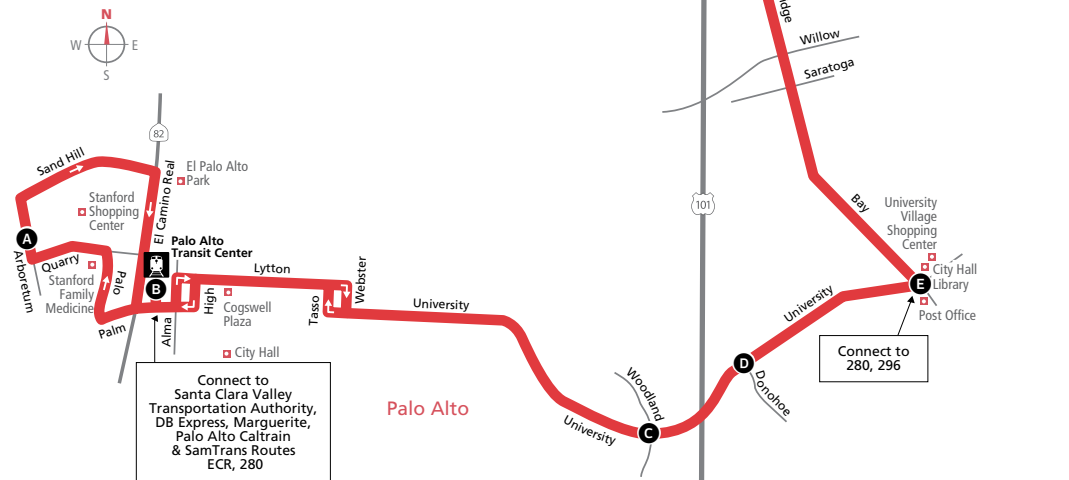 N
W
E
S
idge
Willow
Saratoga
82
Sand Hill
El Camino Real
El Palo Alto
Park
Stanford
Shopping
Center
101
Bay
University
Village
Shopping
Center
A
Palo Alto
Transit Center
Quarry
Arboretum
Palo
B
Lytton
Webster
City Hall
Library
E
Stanford
Family
Medicine
High
Cogswell
Plaza
Tasso
University
University
Post Office
Palm
Alma
City Hall
Connect to
280, 296
D
Donohoe
Woodland
Connect to
Santa Clara Valley
Transportation Authority,
DB Express, Marguerite,
Palo Alto Caltrain
& SamTrans Routes
ECR, 280
Palo Alto
University
C